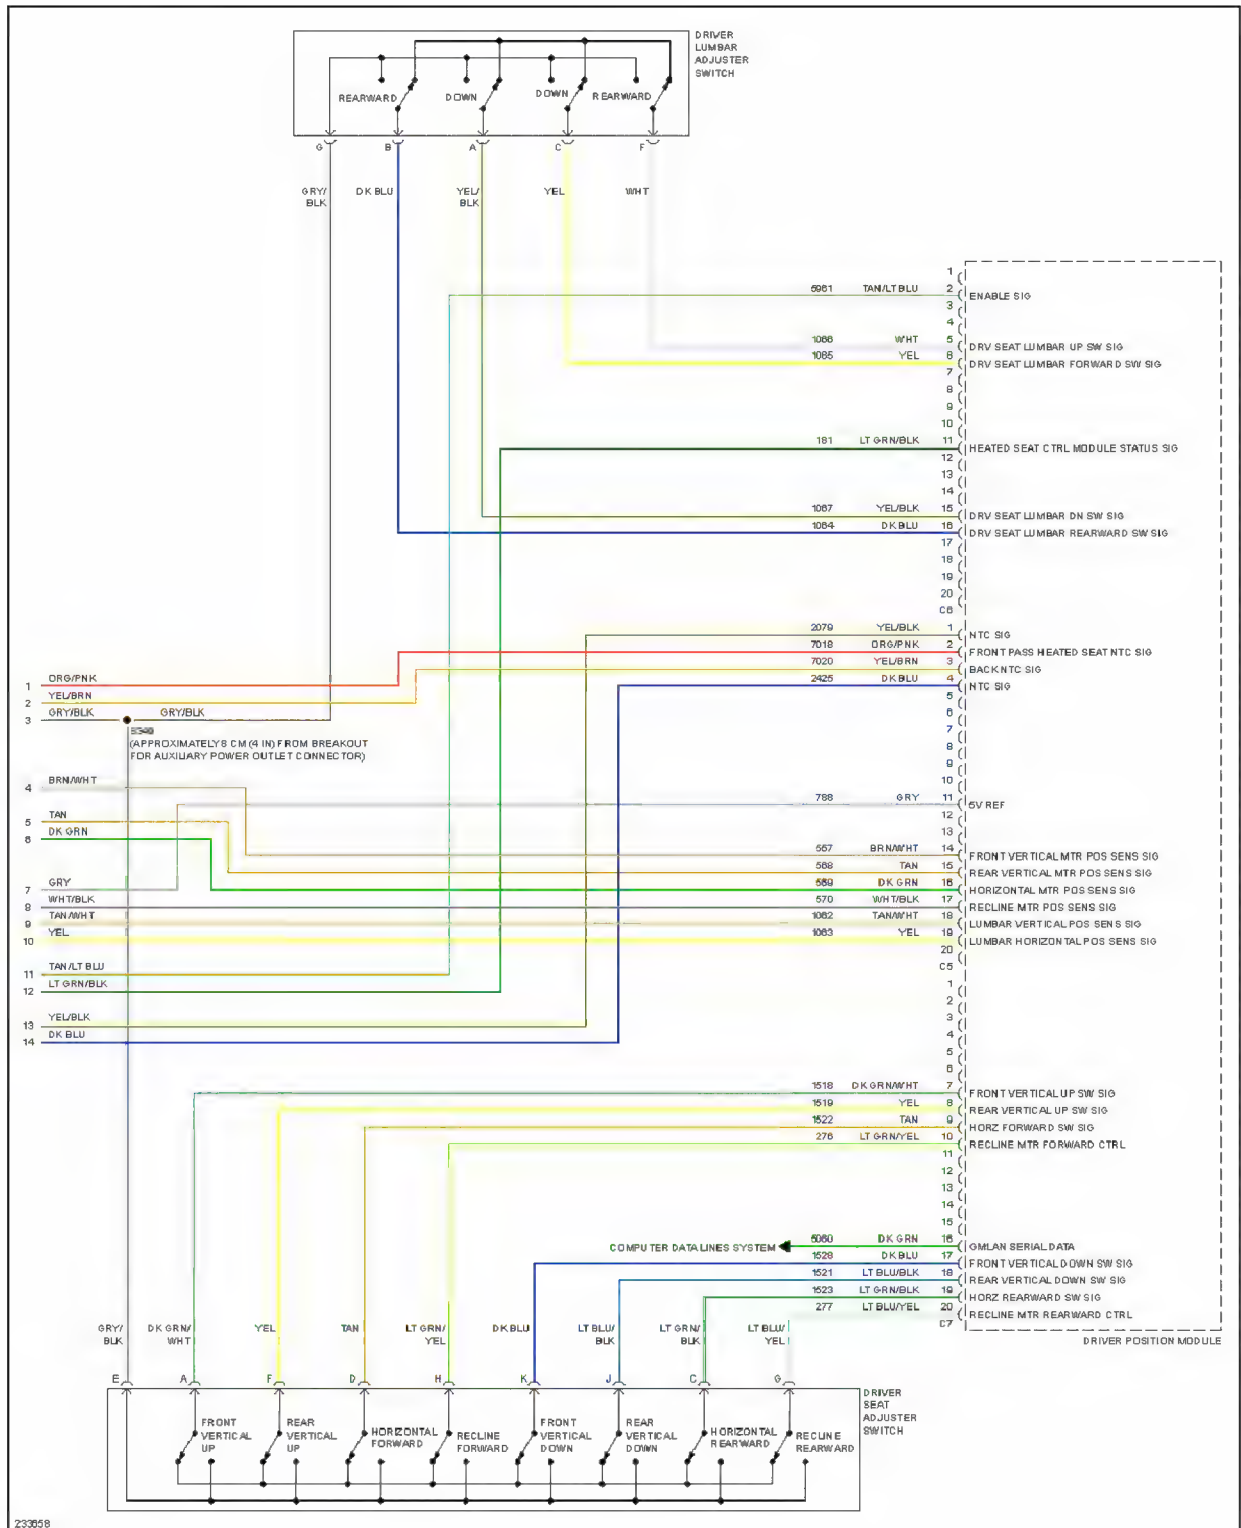 DRIVER
LUMBAR
ADJUSTER
SWITCH
REARWARD
DOWN
DOWN
REARWARD
G B A C F
GRY/
BLK
DK BLU
YEL/
BLK
YEL
WHT
1
5981 TAN/LT BLU 2 ENABLE SIG
3
4
1066 WHT 5 DRV SEAT LUMBAR UP SW SIG
1065 YEL 6 DRV SEAT LUMBAR FORWARD SW SIG
7
8
9
10
181 LT GRN/BLK 11 HEATED SEAT CTRL MODULE STATUS SIG
12
13
14
1067 YEL/BLK 15 DRV SEAT LUMBAR DN SW SIG
1064 DK BLU 16 DRV SEAT LUMBAR REARWARD SW SIG
17
18
19
20
C6
2079 YEL/BLK 1 NTC SIG
7018 ORG/PNK 2 FRONT PASS HEATED SEAT NTC SIG
7020 YEL/BRN 3 BACK NTC SIG
2425 DK BLU 4 NTC SIG
5
6
7
8
9
10
788 GRY 11 5V REF
12
13
557 BRN/WHT 14 FRONT VERTICAL MTR POS SENS SIG
568 TAN 15 REAR VERTICAL MTR POS SENS SIG
569 DK GRN 16 HORIZONTAL MTR POS SENS SIG
570 WHT/BLK 17 RECLINE MTR POS SENS SIG
1062 TAN/WHT 18 LUMBAR VERTICAL POS SENS SIG
1063 YEL 19 LUMBAR HORIZONTAL POS SENS SIG
20
C5
1
2
3
4
5
6
1518 DK GRN/WHT 7 FRONT VERTICAL UP SW SIG
1519 YEL 8 REAR VERTICAL UP SW SIG
1522 TAN 9 HORZ FORWARD SW SIG
276 LT GRN/YEL 10 RECLINE MTR FORWARD CTRL
11
12
13
14
15
COMPUTER DATA LINES SYSTEM 5060 DK GRN 16 GMLAN SERIAL DATA
1528 DK BLU 17 FRONT VERTICAL DOWN SW SIG
1521 LT BLU/BLK 18 REAR VERTICAL DOWN SW SIG
1523 LT GRN/BLK 19 HORZ REARWARD SW SIG
277 LT BLU/YEL 20 RECLINE MTR REARWARD CTRL
C7
DRIVER POSITION MODULE
1 ORG/PNK
2 YEL/BRN
3 GRY/BLK GRY/BLK
(APPROXIMATELY 8 CM (4 IN) FROM BREAKOUT
FOR AUXILIARY POWER OUTLET CONNECTOR)
4 BRN/WHT
5 TAN
6 DK GRN
7 GRY
8 WHT/BLK
9 TAN/WHT
10 YEL
11 TAN/LT BLU
12 LT GRN/BLK
13 YEL/BLK
14 DK BLU
GRY/
BLK
DK GRN/
WHT
YEL
TAN
LT GRN/
YEL
DK BLU
LT BLU/
BLK
LT GRN/
BLK
LT BLU/
YEL
E A F D H K J C G
DRIVER
SEAT
ADJUSTER
SWITCH
FRONT
VERTICAL
UP
REAR
VERTICAL
UP
HORIZONTAL
FORWARD
RECLINE
FORWARD
FRONT
VERTICAL
DOWN
REAR
VERTICAL
DOWN
HORIZONTAL
REARWARD
RECLINE
REARWARD
233658